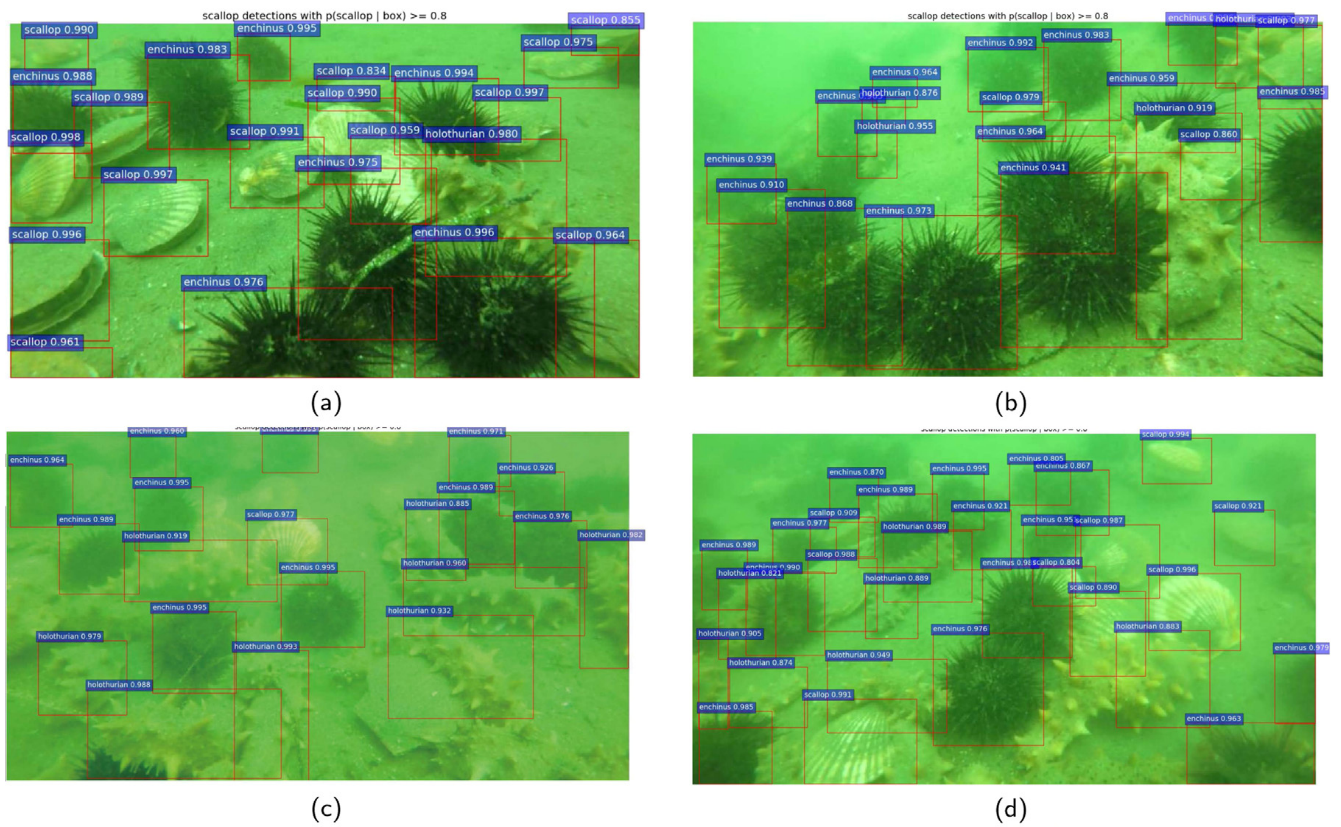 scallop detections with p(scallop | box) >= 0.8
scallop 0.990
enchinus 0.995
scallop 0.855
enchinus 0.983
scallop 0.975
enchinus 0.988
scallop 0.834
enchinus 0.994
scallop 0.989
scallop 0.990
scallop 0.997
scallop 0.998
scallop 0.991
scallop 0.959
holothurian 0.980
scallop 0.997
enchinus 0.975
scallop 0.996
enchinus 0.996
scallop 0.964
enchinus 0.976
scallop 0.961
(a)
scallop detections with p(scallop | box) >= 0.8
enchinus
scallop 0.977
enchinus 0.992
enchinus 0.983
enchinus 0.964
enchinus 0.959
enchinus
holothurian 0.876
scallop 0.979
enchinus 0.985
holothurian 0.919
holothurian 0.955
enchinus 0.964
scallop 0.860
enchinus 0.939
enchinus 0.941
enchinus 0.910
enchinus 0.868
enchinus 0.973
(b)
enchinus 0.960
enchinus 0.971
enchinus 0.964
enchinus 0.926
enchinus 0.995
enchinus 0.989
holothurian 0.885
enchinus 0.989
scallop 0.977
enchinus 0.976
holothurian 0.919
holothurian 0.982
enchinus 0.995
holothurian 0.960
enchinus 0.995
holothurian 0.932
holothurian 0.979
holothurian 0.993
holothurian 0.988
(c)
scallop detections with p(scallop | box) >= 0.8
scallop 0.994
enchinus 0.805
enchinus 0.867
enchinus 0.870
enchinus 0.995
enchinus 0.989
enchinus 0.921
scallop 0.921
scallop 0.909
enchinus 0.977
holothurian 0.989
enchinus
scallop 0.987
enchinus 0.989
scallop 0.988
enchinus 0.990
enchinus
scallop 0.804
holothurian 0.821
holothurian 0.889
scallop 0.996
scallop 0.890
holothurian 0.905
enchinus 0.976
holothurian 0.883
holothurian 0.874
holothurian 0.949
enchinus 0.979
scallop 0.991
enchinus 0.985
enchinus 0.963
(d)